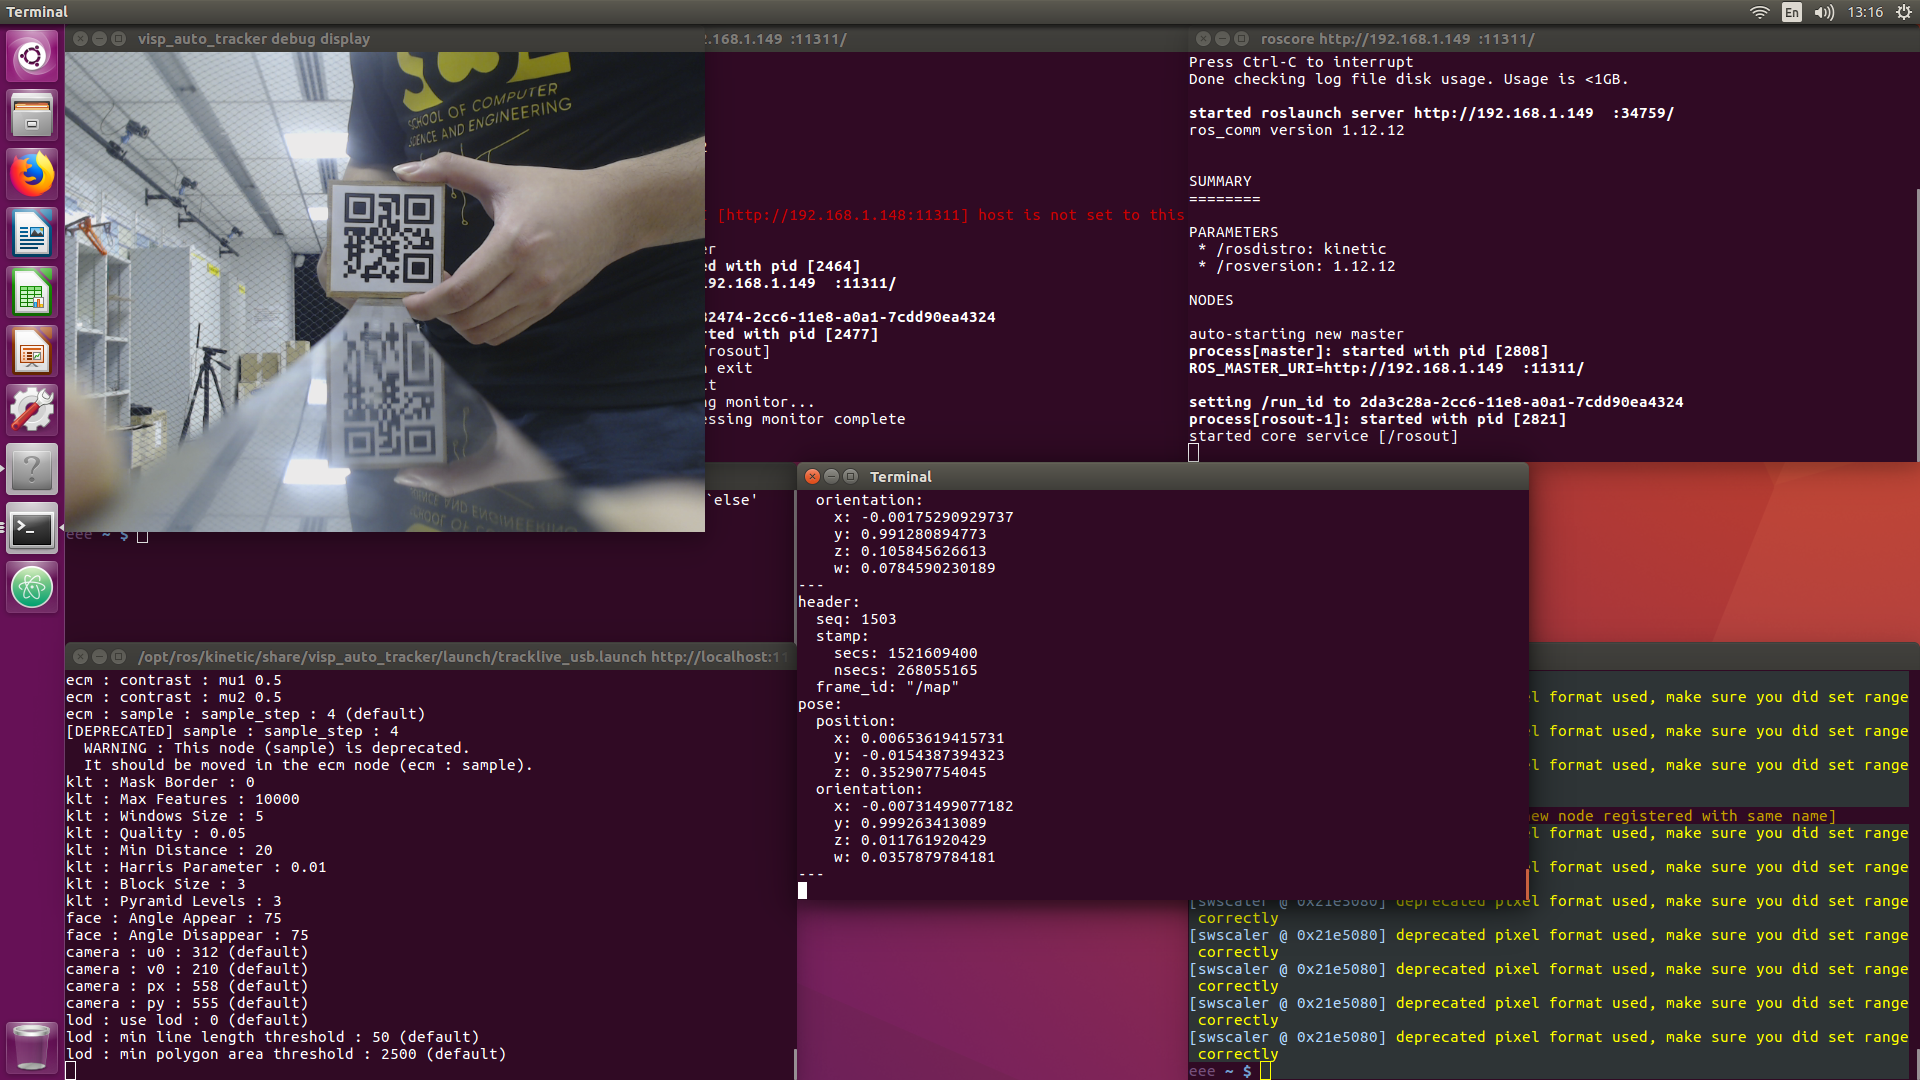 Terminal
En
13:16
visp_auto_tracker debug display
.168.1.149 :11311/
SCHOOL OF COMPUTER
SCIENCE AND ENGINEERING
[http://192.168.1.148:11311] host is not set to this
d with pid [2464]
92.168.1.149 :11311/
32474-2cc6-11e8-a0a1-7cdd90ea4324
rted with pid [2477]
/rosout]
exit
g monitor...
essing monitor complete
roscore http://192.168.1.149 :11311/
Press Ctrl-C to interrupt
Done checking log file disk usage. Usage is <1GB.
started roslaunch server http://192.168.1.149 :34759/
ros_comm version 1.12.12
SUMMARY
========
PARAMETERS
* /rosdistro: kinetic
* /rosversion: 1.12.12
NODES
auto-starting new master
process[master]: started with pid [2808]
ROS_MASTER_URI=http://192.168.1.149 :11311/
setting /run_id to 2da3c28a-2cc6-11e8-a0a1-7cdd90ea4324
process[rosout-1]: started with pid [2821]
started core service [/rosout]
`else'
eee ~ $
Terminal
orientation:
x: -0.00175290929737
y: 0.991280894773
z: 0.105845626613
w: 0.0784590230189
---
header:
seq: 1503
stamp:
secs: 1521609400
nsecs: 268055165
frame_id: "/map"
pose:
position:
x: 0.00653619415731
y: -0.0154387394323
z: 0.352907754045
orientation:
x: -0.00731499077182
y: 0.999263413089
z: 0.011761920429
w: 0.0357879784181
---
/opt/ros/kinetic/share/visp_auto_tracker/launch/tracklive_usb.launch http://localhost:11
ecm : contrast : mu1 0.5
ecm : contrast : mu2 0.5
ecm : sample : sample_step : 4 (default)
[DEPRECATED] sample : sample_step : 4
WARNING : This node (sample) is deprecated.
It should be moved in the ecm node (ecm : sample).
klt : Mask Border : 0
klt : Max Features : 10000
klt : Windows Size : 5
klt : Quality : 0.05
klt : Min Distance : 20
klt : Harris Parameter : 0.01
klt : Block Size : 3
klt : Pyramid Levels : 3
face : Angle Appear : 75
face : Angle Disappear : 75
camera : u0 : 312 (default)
camera : v0 : 210 (default)
camera : px : 558 (default)
camera : py : 555 (default)
lod : use lod : 0 (default)
lod : min line length threshold : 50 (default)
lod : min polygon area threshold : 2500 (default)
l format used, make sure you did set range
l format used, make sure you did set range
l format used, make sure you did set range
ew node registered with same name]
l format used, make sure you did set range
l format used, make sure you did set range
[swscaler @ 0x21e5080] deprecated pixel format used, make sure you did set range
correctly
[swscaler @ 0x21e5080] deprecated pixel format used, make sure you did set range
correctly
[swscaler @ 0x21e5080] deprecated pixel format used, make sure you did set range
correctly
[swscaler @ 0x21e5080] deprecated pixel format used, make sure you did set range
correctly
[swscaler @ 0x21e5080] deprecated pixel format used, make sure you did set range
correctly
eee ~ $